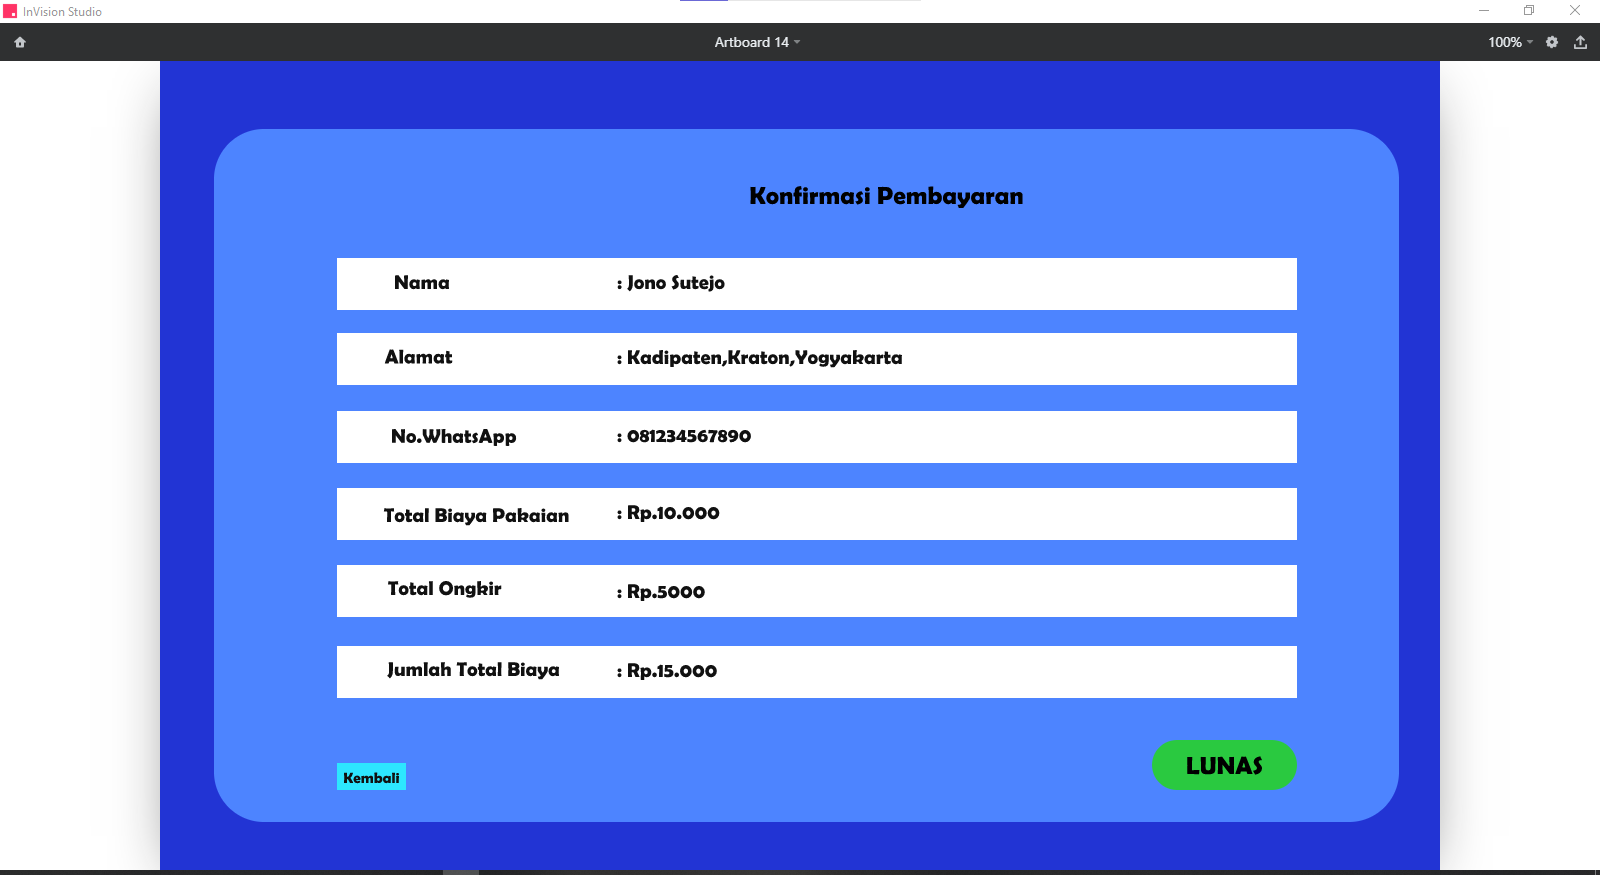 InVision Studio
Artboard 14
100%
Konfirmasi Pembayaran
Nama : Jono Sutejo
Alamat : Kadipaten,Kraton,Yogyakarta
No.WhatsApp : 081234567890
Total Biaya Pakaian : Rp.10.000
Total Ongkir : Rp.5000
Jumlah Total Biaya : Rp.15.000
Kembali
LUNAS